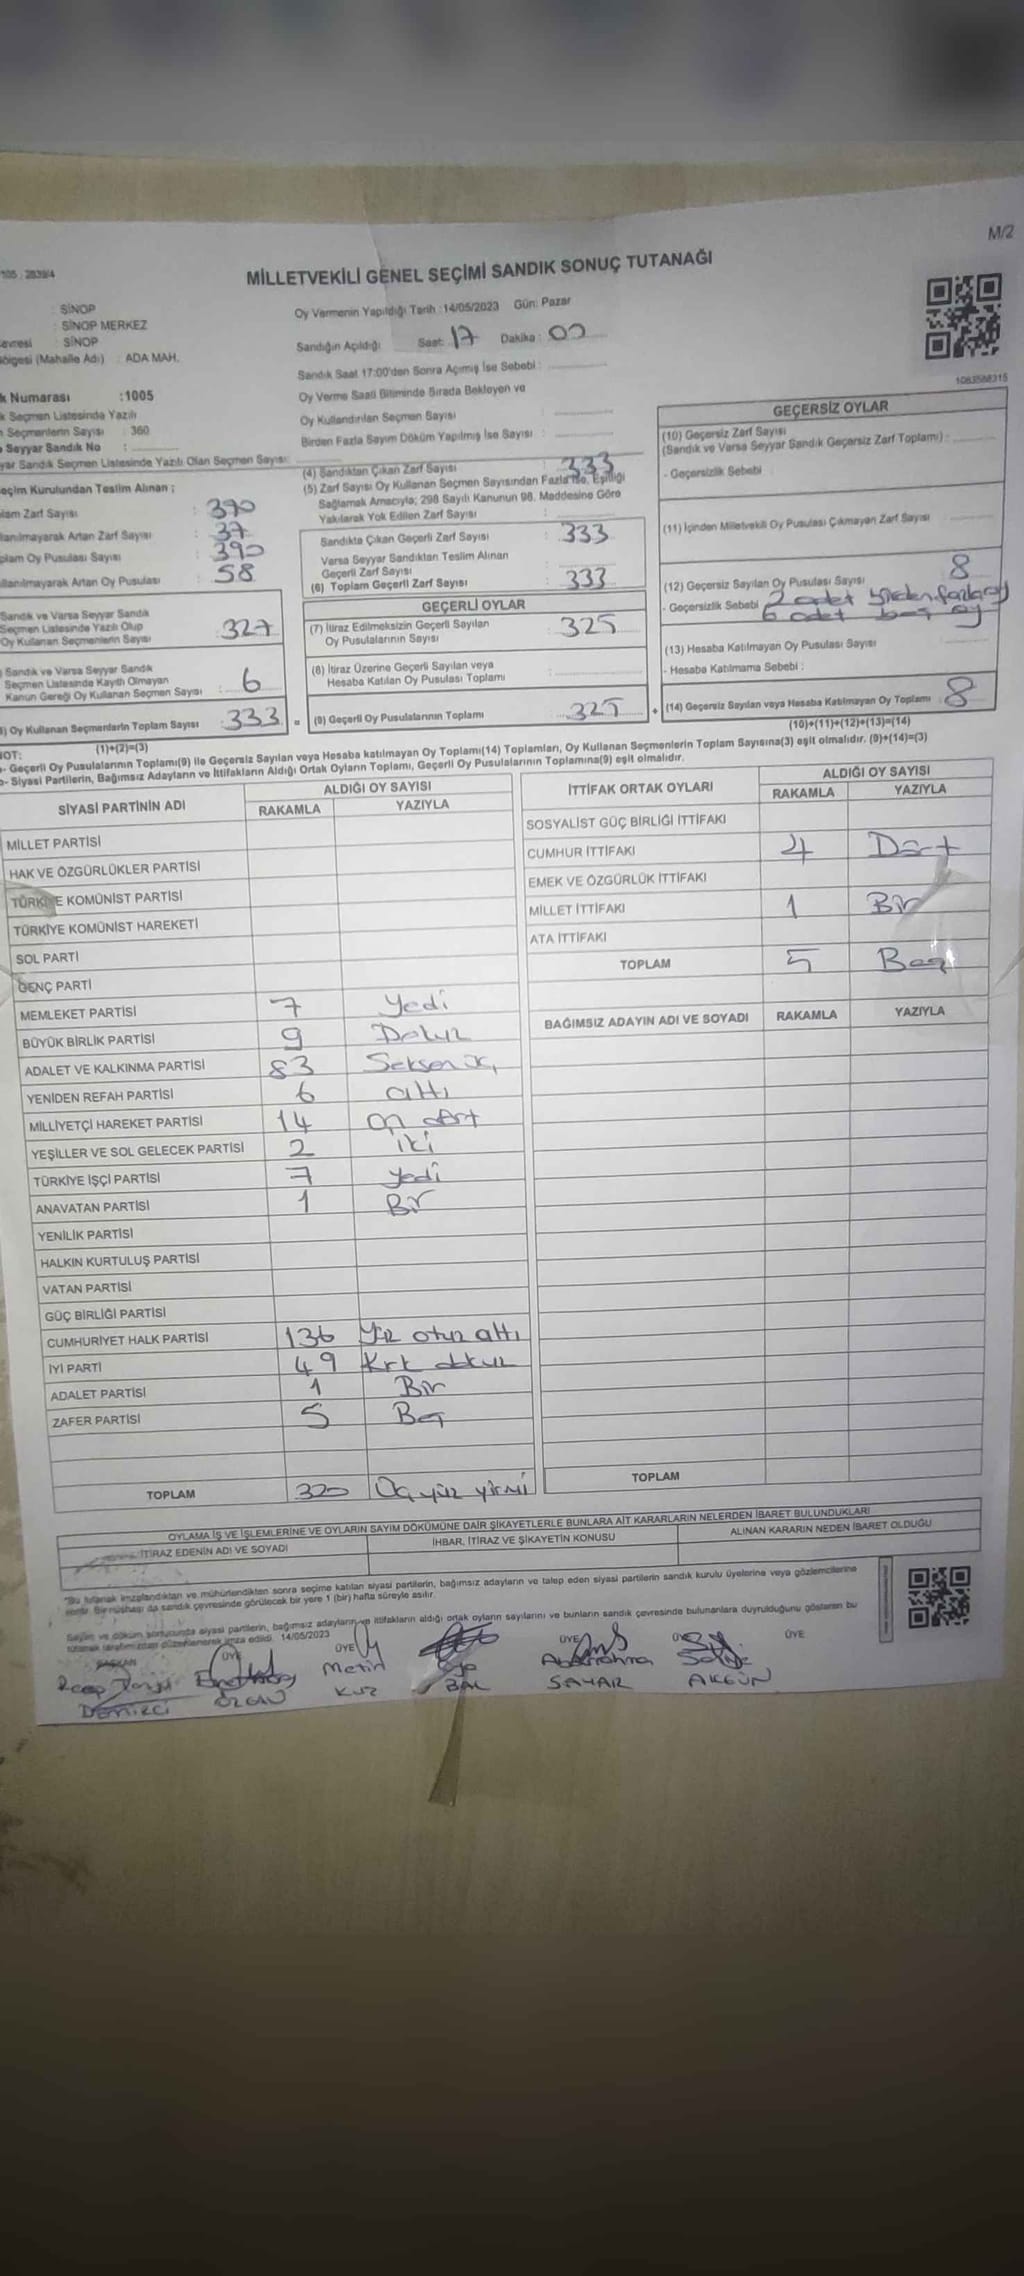 M/2
MİLLETVEKİLİ GENEL SEÇİMİ SANDIK SONUÇ TUTANAĞI
: SİNOP
: SİNOP MERKEZ
: SİNOP
(Mahalle Adı) : ADA MAH.
Numarası :1005
Seçmen Listesinde Yazılı
Seçmenlerin Sayısı : 360
Seyyar Sandık No :
Sandık Seçmen Listesinde Yazılı Olan Seçmen Sayısı:
Oy Vermenin Yapıldığı Tarih :14/05/2023 Gün: Pazar
Sandığın Açıldığı Saat: 17 Dakika : 00
Sandık Saat 17:00'den Sonra Açılmış İse Sebebi :
Oy Verme Saati Bitiminde Sırada Bekleyen ve
Oy Kullandırılan Seçmen Sayısı :
Birden Fazla Sayım Döküm Yapılmış İse Sayısı :
1083588315
Kurulundan Teslim Alınan ;
Zarf Sayısı : 390
Artan Zarf Sayısı : 37
Oy Pusulası Sayısı : 390
Artan Oy Pusulası : 58
Sandık ve Varsa Seyyar Sandık
Seçmen Listesinde Yazılı Olup
Oy Kullanan Seçmenlerin Sayısı : 327
Sandık ve Varsa Seyyar Sandık
Seçmen Listesinde Kayıtlı Olmayan
Kanun Gereği Oy Kullanan Seçmen Sayısı : 6
Oy Kullanan Seçmenlerin Toplam Sayısı : 333 =
(1)+(2)=(3)
(4) Sandıktan Çıkan Zarf Sayısı : 333
(5) Zarf Sayısı Oy Kullanan Seçmen Sayısından Fazla İse, Eşitliği
Sağlamak Amacıyla; 298 Sayılı Kanunun 98. Maddesine Göre
Yakılarak Yok Edilen Zarf Sayısı :
Sandıkta Çıkan Geçerli Zarf Sayısı : 333
Varsa Seyyar Sandıktan Teslim Alınan
Geçerli Zarf Sayısı :
(6) Toplam Geçerli Zarf Sayısı : 333
GEÇERLİ OYLAR
(7) İtiraz Edilmeksizin Geçerli Sayılan
Oy Pusulalarının Sayısı : 325
(8) İtiraz Üzerine Geçerli Sayılan veya
Hesaba Katılan Oy Pusulası Toplamı :
(9) Geçerli Oy Pusulalarının Toplamı : 325 +
GEÇERSİZ OYLAR
(10) Geçersiz Zarf Sayısı
(Sandık ve Varsa Seyyar Sandık Geçersiz Zarf Toplamı) :
- Geçersizlik Sebebi :
(11) İçinden Milletvekili Oy Pusulası Çıkmayan Zarf Sayısı :
(12) Geçersiz Sayılan Oy Pusulası Sayısı : 8
- Geçersizlik Sebebi : 2 adet birden fazla oy
6 adet boş oy
(13) Hesaba Katılmayan Oy Pusulası Sayısı :
- Hesaba Katılmama Sebebi :
(14) Geçersiz Sayılan veya Hesaba Katılmayan Oy Toplamı : 8
(10)+(11)+(12)+(13)=(14)
NOT:
- Geçerli Oy Pusulalarının Toplamı(9) ile Geçersiz Sayılan veya Hesaba katılmayan Oy Toplamı(14) Toplamları, Oy Kullanan Seçmenlerin Toplam Sayısına(3) eşit olmalıdır. (9)+(14)=(3)
- Siyasi Partilerin, Bağımsız Adayların ve İttifakların Aldığı Ortak Oyların Toplamı, Geçerli Oy Pusulalarının Toplamına(9) eşit olmalıdır.
SİYASİ PARTİNİN ADI ALDIĞI OY SAYISI
RAKAMLA YAZIYLA
MİLLET PARTİSİ
HAK VE ÖZGÜRLÜKLER PARTİSİ
TÜRKİYE KOMÜNİST PARTİSİ
TÜRKİYE KOMÜNİST HAREKETİ
SOL PARTİ
GENÇ PARTİ
MEMLEKET PARTİSİ 7 Yedi
BÜYÜK BİRLİK PARTİSİ 9 Dokuz
ADALET VE KALKINMA PARTİSİ 83 Seksen üç
YENİDEN REFAH PARTİSİ 6 altı
MİLLİYETÇİ HAREKET PARTİSİ 14 on dört
YEŞİLLER VE SOL GELECEK PARTİSİ 2 iki
TÜRKİYE İŞÇİ PARTİSİ 7 yedi
ANAVATAN PARTİSİ 1 Bir
YENİLİK PARTİSİ
HALKIN KURTULUŞ PARTİSİ
VATAN PARTİSİ
GÜÇ BİRLİĞİ PARTİSİ
CUMHURİYET HALK PARTİSİ 136 Yüz otuz altı
İYİ PARTİ 49 Kırk dokuz
ADALET PARTİSİ 1 Bir
ZAFER PARTİSİ 5 Beş
TOPLAM 320 Üç yüz yirmi
İTTİFAK ORTAK OYLARI ALDIĞI OY SAYISI
RAKAMLA YAZIYLA
SOSYALİST GÜÇ BİRLİĞİ İTTİFAKI
CUMHUR İTTİFAKI 4 Dört
EMEK VE ÖZGÜRLÜK İTTİFAKI
MİLLET İTTİFAKI 1 Bir
ATA İTTİFAKI
TOPLAM 5 Beş
BAĞIMSIZ ADAYIN ADI VE SOYADI RAKAMLA YAZIYLA
TOPLAM
OYLAMA İŞ VE İŞLEMLERİNE VE OYLARIN SAYIM DÖKÜMÜNE DAİR ŞİKAYETLERLE BUNLARA AİT KARARLARIN NELERDEN İBARET BULUNDUKLARI
İTİRAZ EDENİN ADI VE SOYADI İHBAR, İTİRAZ VE ŞİKAYETİN KONUSU ALINAN KARARIN NEDEN İBARET OLDUĞU
"Bu tutanak imzalandıktan ve mühürlendikten sonra seçime katılan siyasi partilerin, bağımsız adayların ve talep eden siyasi partilerin sandık kurulu üyelerine veya gözlemcilerine
verilir. Bir nüshası da sandık çevresinde görülecek bir yere 1 (bir) hafta süreyle asılır.
Sayım ve döküm sonucunda siyasi partilerin, bağımsız adayların ve ittifakların aldığı ortak oyların sayılarını ve bunların sandık çevresinde bulunanlara duyrulduğunu gösteren bu
tutanak tarafımızdan düzenlenerek imza edildi. 14/05/2023
BAŞKAN ÜYE ÜYE ÜYE ÜYE ÜYE
Recep Demirci
ÖZCAN
Metin KUZ
BAL
SAYAR
AKGÜN